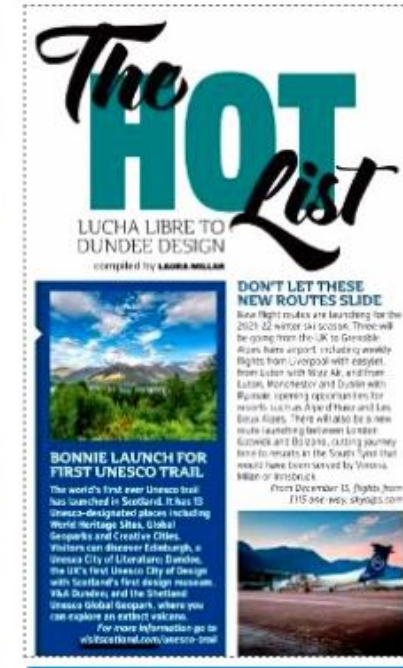 The
HOT
List
LUCHA LIBRE TO
DUNDEE DESIGN
compiled by LAURA MILLAR
BONNIE LAUNCH FOR
FIRST UNESCO TRAIL
The world's first ever Unesco trail
has launched in Scotland. It has 13
Unesco-designated places including
World Heritage Sites, Global
Geoparks and Creative Cities.
Visitors can discover Edinburgh, a
Unesco City of Literature; Dundee,
the UK's first Unesco City of Design
with Scotland's first design museum,
V&A Dundee; and the Shetland
Unesco Global Geopark, where you
can explore an extinct volcano.
For more information go to
visitscotland.com/unesco-trail
DON'T LET THESE
NEW ROUTES SLIDE
New flight routes are launching for the
2021-22 winter ski season. Three will
be going from the UK to Grenoble
Alpes Isère airport, including weekly
flights from Liverpool with easyJet,
from Luton with Wizz Air, and from
Luton, Manchester and Dublin with
Ryanair, opening opportunities for
resorts such as Alpe d'Huez and Les
Deux Alpes. There will also be a new
route launching between London
Gatwick and Bolzano, cutting journey
time to resorts in the South Tyrol that
would have been served by Verona,
Milan or Innsbruck.
From December 15, flights from
£115 one-way, skyalps.com